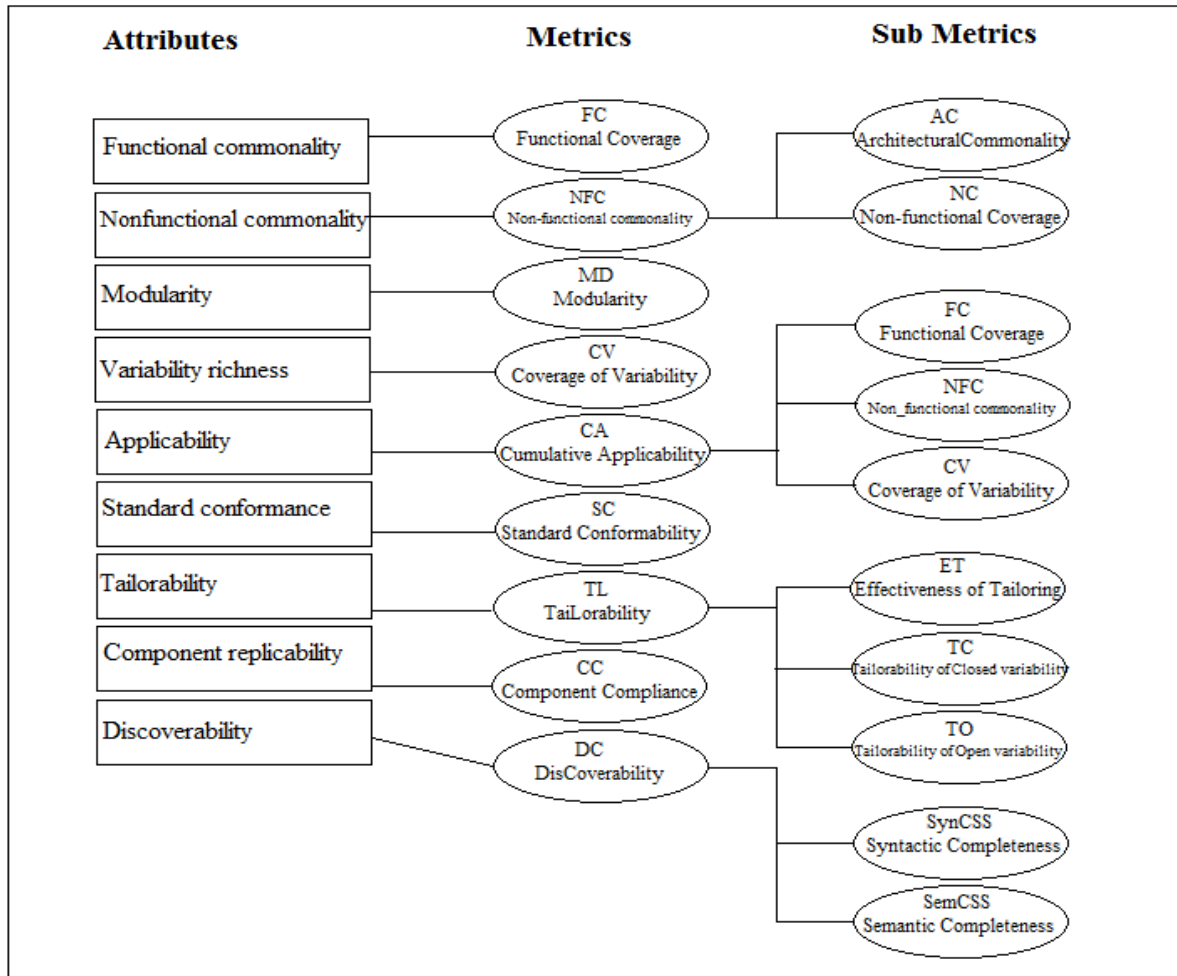 Attributes
Metrics
Sub Metrics
Functional commonality
Nonfunctional commonality
Modularity
Variability richness
Applicability
Standard conformance
Tailorability
Component replicability
Discoverability
FC
Functional Coverage
NFC
Non-functional commonality
MD
Modularity
CV
Coverage of Variability
CA
Cumulative Applicability
SC
Standard Conformability
TL
TaiLorability
CC
Component Compliance
DC
DisCoverability
AC
ArchitecturalCommonality
NC
Non-functional Coverage
FC
Functional Coverage
NFC
Non_functional commonality
CV
Coverage of Variability
ET
Effectiveness of Tailoring
TC
Tailorability of Closed variability
TO
Tailorability of Open variability
SynCSS
Syntactic Completeness
SemCSS
Semantic Completeness